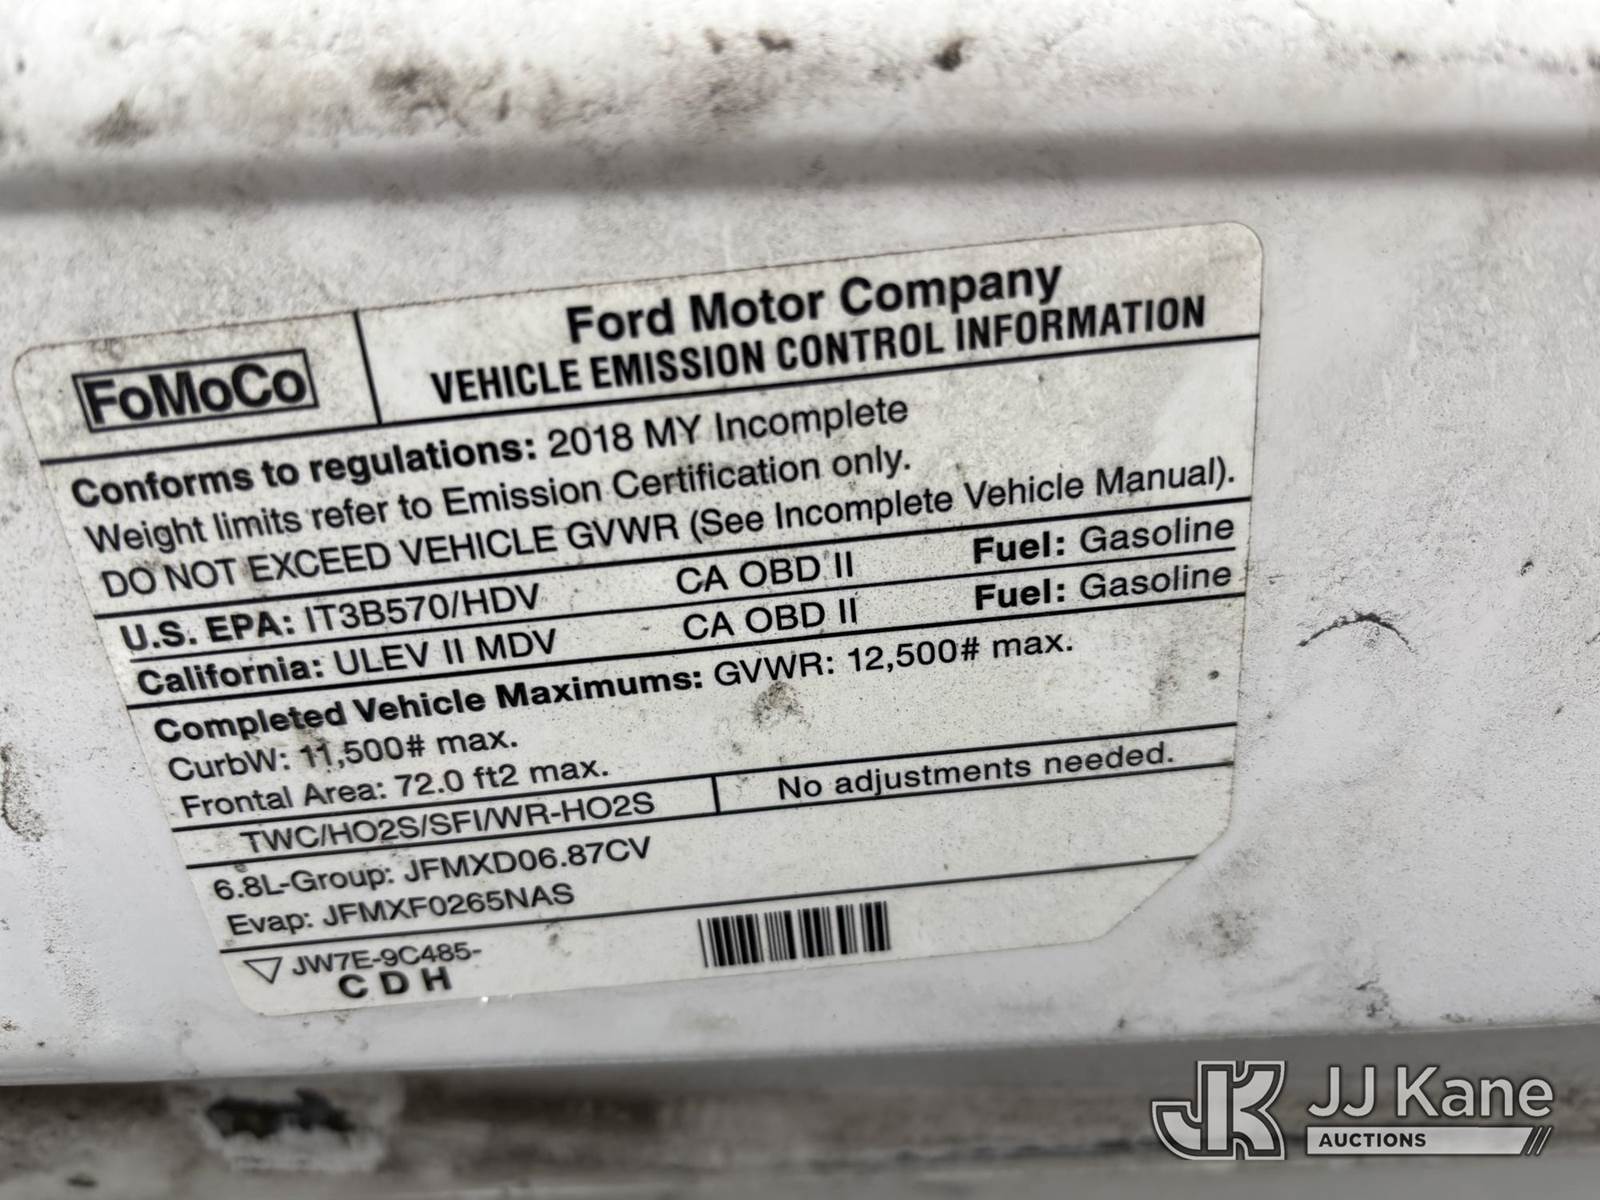 FoMoCo
Ford Motor Company
VEHICLE EMISSION CONTROL INFORMATION
Conforms to regulations: 2018 MY Incomplete
Weight limits refer to Emission Certification only.
DO NOT EXCEED VEHICLE GVWR (See Incomplete Vehicle Manual).
U.S. EPA: IT3B570/HDV CA OBD II Fuel: Gasoline
California: ULEV II MDV CA OBD II Fuel: Gasoline
Completed Vehicle Maximums: GVWR: 12,500# max.
CurbW: 11,500# max.
Frontal Area: 72.0 ft2 max.
TWC/HO2S/SFI/WR-HO2S No adjustments needed.
6.8L-Group: JFMXD06.87CV
Evap: JFMXF0265NAS
JW7E-9C485-
C D H
JK JJ Kane
AUCTIONS